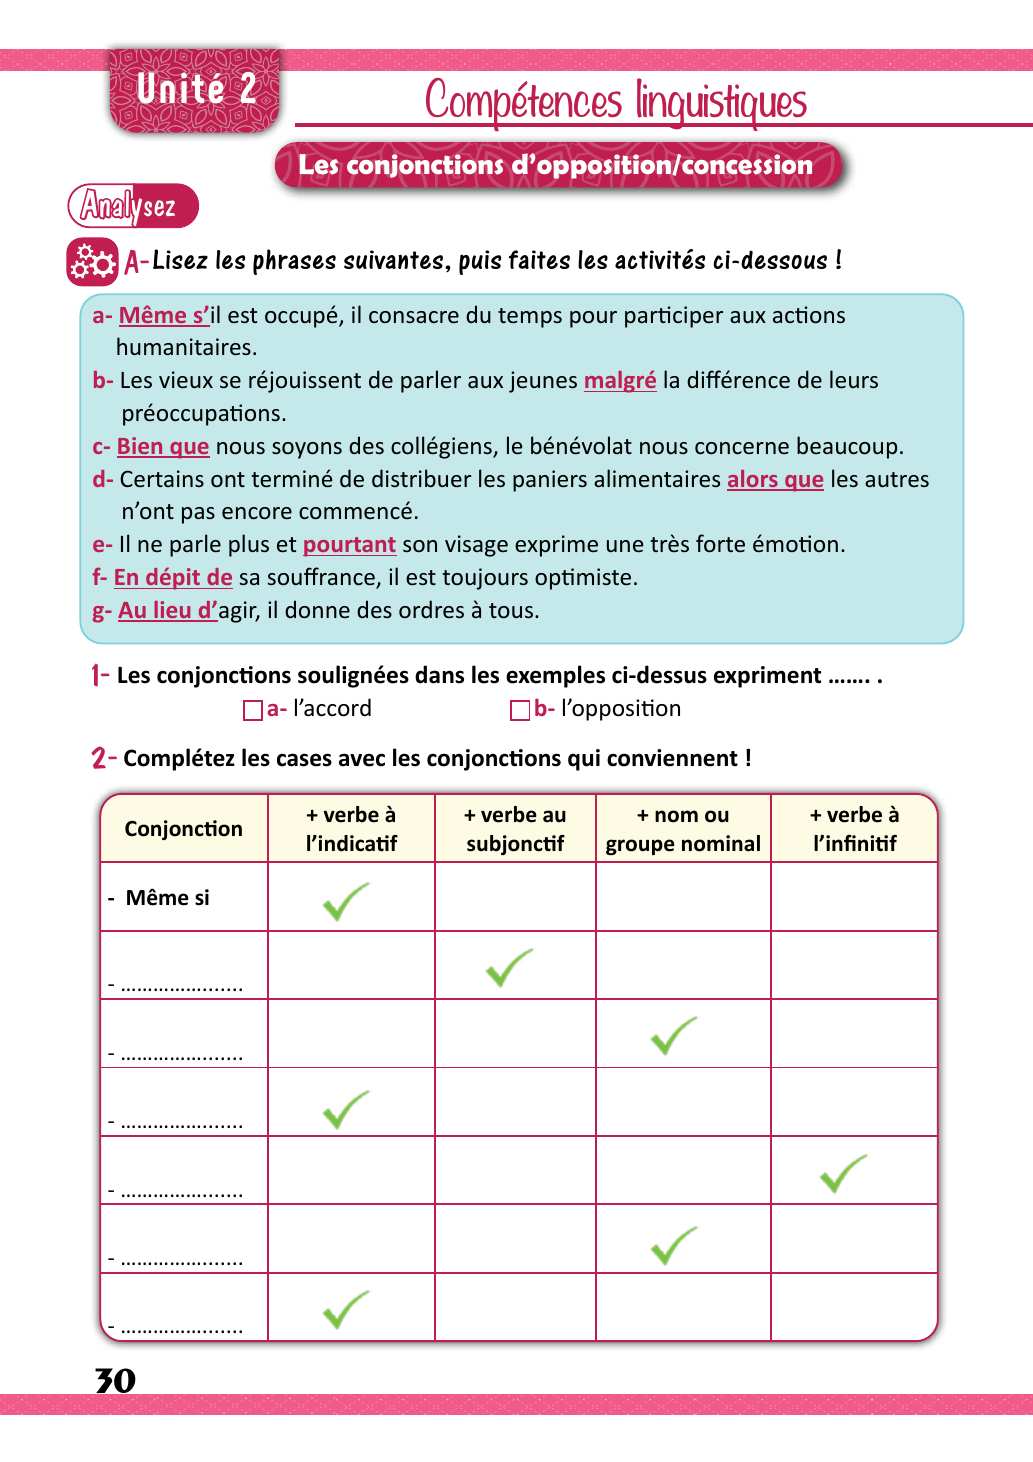 Unité 2
Compétences linguistiques
Les conjonctions d’opposition/concession
Analysez
A- Lisez les phrases suivantes, puis faites les activités ci-dessous !
a- Même s’il est occupé, il consacre du temps pour participer aux actions
humanitaires.
b- Les vieux se réjouissent de parler aux jeunes malgré la différence de leurs
préoccupations.
c- Bien que nous soyons des collégiens, le bénévolat nous concerne beaucoup.
d- Certains ont terminé de distribuer les paniers alimentaires alors que les autres
n’ont pas encore commencé.
e- Il ne parle plus et pourtant son visage exprime une très forte émotion.
f- En dépit de sa souffrance, il est toujours optimiste.
g- Au lieu d’agir, il donne des ordres à tous.
1- Les conjonctions soulignées dans les exemples ci-dessus expriment ....... .
a- l’accord b- l’opposition
2- Complétez les cases avec les conjonctions qui conviennent !
Conjonction + verbe à l’indicatif + verbe au subjonctif + nom ou groupe nominal + verbe à l’infinitif
- Même si
- ......................
- ......................
- ......................
- ......................
- ......................
- ......................
30